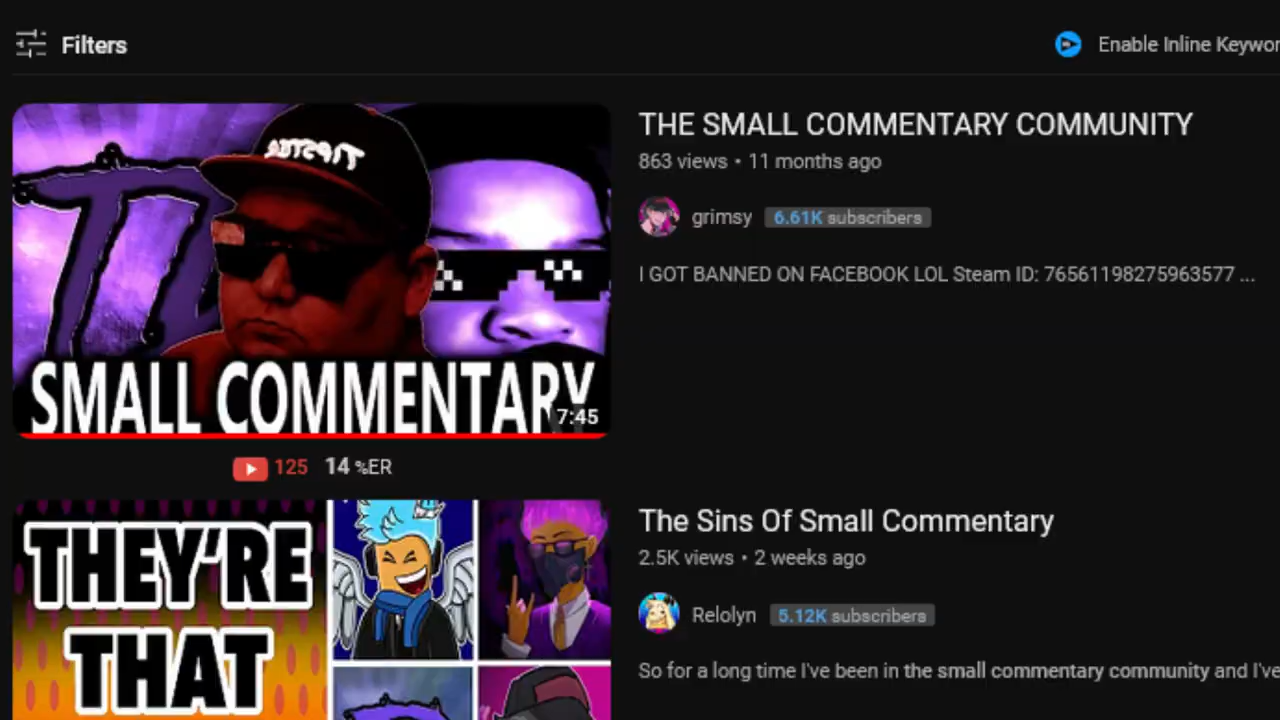 Filters
Enable Inline Keywor
TIPSTER
SMALL COMMENTARY
7:45
THE SMALL COMMENTARY COMMUNITY
863 views • 11 months ago
grimsy 6.61K subscribers
I GOT BANNED ON FACEBOOK LOL Steam ID: 76561198275963577 ...
125 14 %ER
THEY'RE
THAT
The Sins Of Small Commentary
2.5K views • 2 weeks ago
Relolyn 5.12K subscribers
So for a long time I've been in the small commentary community and I've